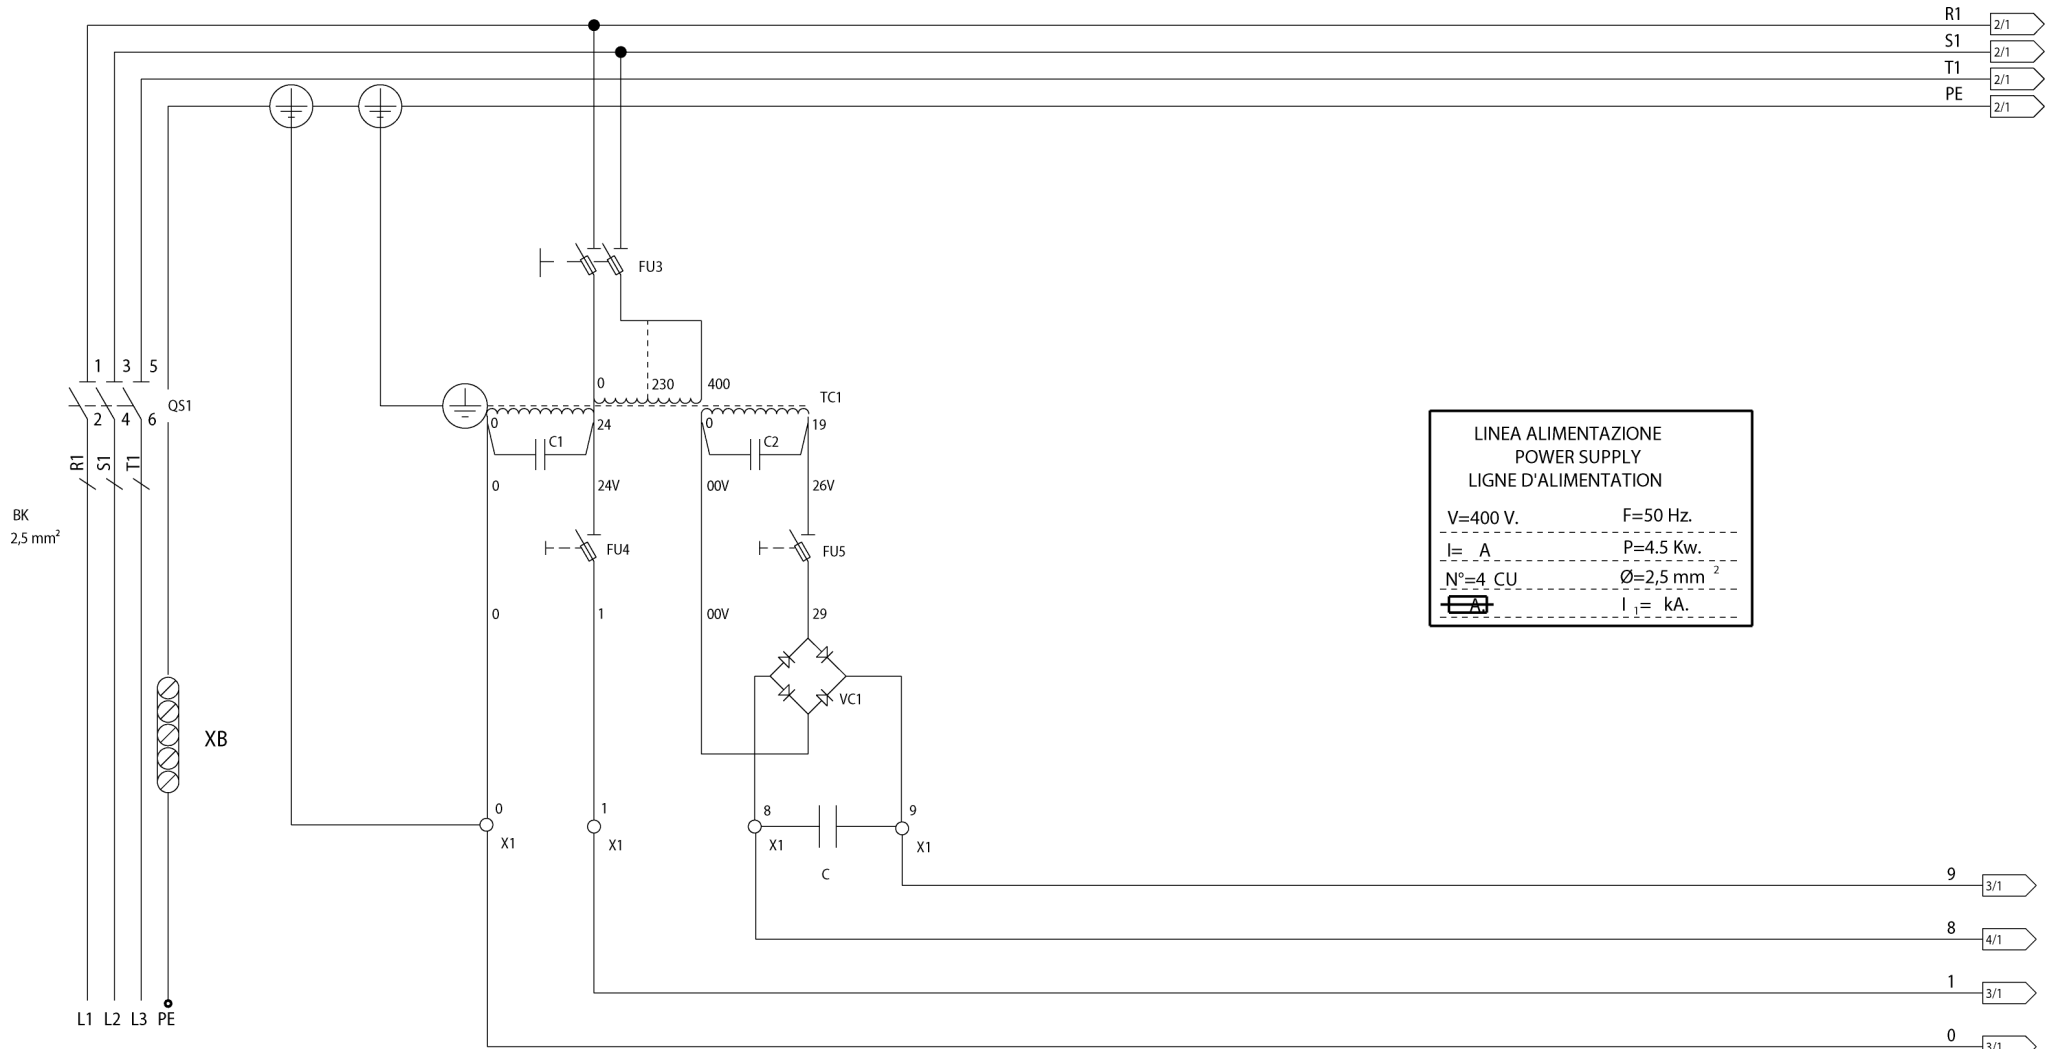 R1
2/1
S1
2/1
T1
2/1
PE
2/1
FU3
1 3 5
0 230 400
TC1
QS1
2 4 6
0 24 0 19
C1 C2
R1 S1 T1
0 24V 00V 26V
BK
2,5 mm²
FU4 FU5
0 1 00V 29
VC1
XB
0 1 8 9
X1 X1 X1 X1
C
LINEA ALIMENTAZIONE
POWER SUPPLY
LIGNE D'ALIMENTATION
V=400 V. F=50 Hz.
I= A P=4.5 Kw.
N°=4 CU Ø=2,5 mm 2
A. I 1= kA.
9
3/1
8
4/1
1
3/1
0
3/1
L1 L2 L3 PE